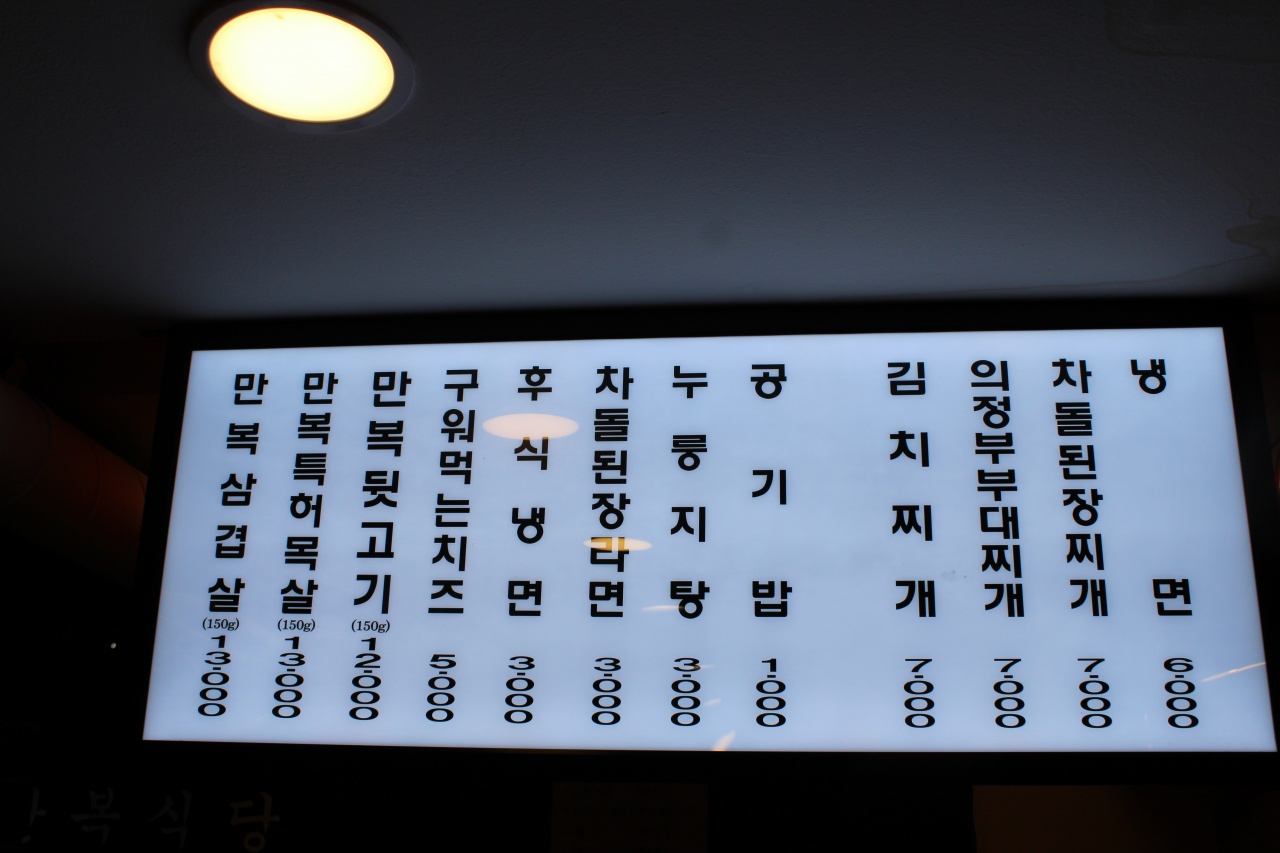 만복삼겹살
(150g)
13.000
만복특허목살
(150g)
13.000
만복뒷고기
(150g)
12.000
구워먹는치즈
5.000
후식냉면
3.000
차돌된장라면
3.000
누룽지탕
3.000
공기밥
1.000
김치찌개
7.000
의정부부대찌개
7.000
차돌된장찌개
7.000
냉면
6.000
복식당